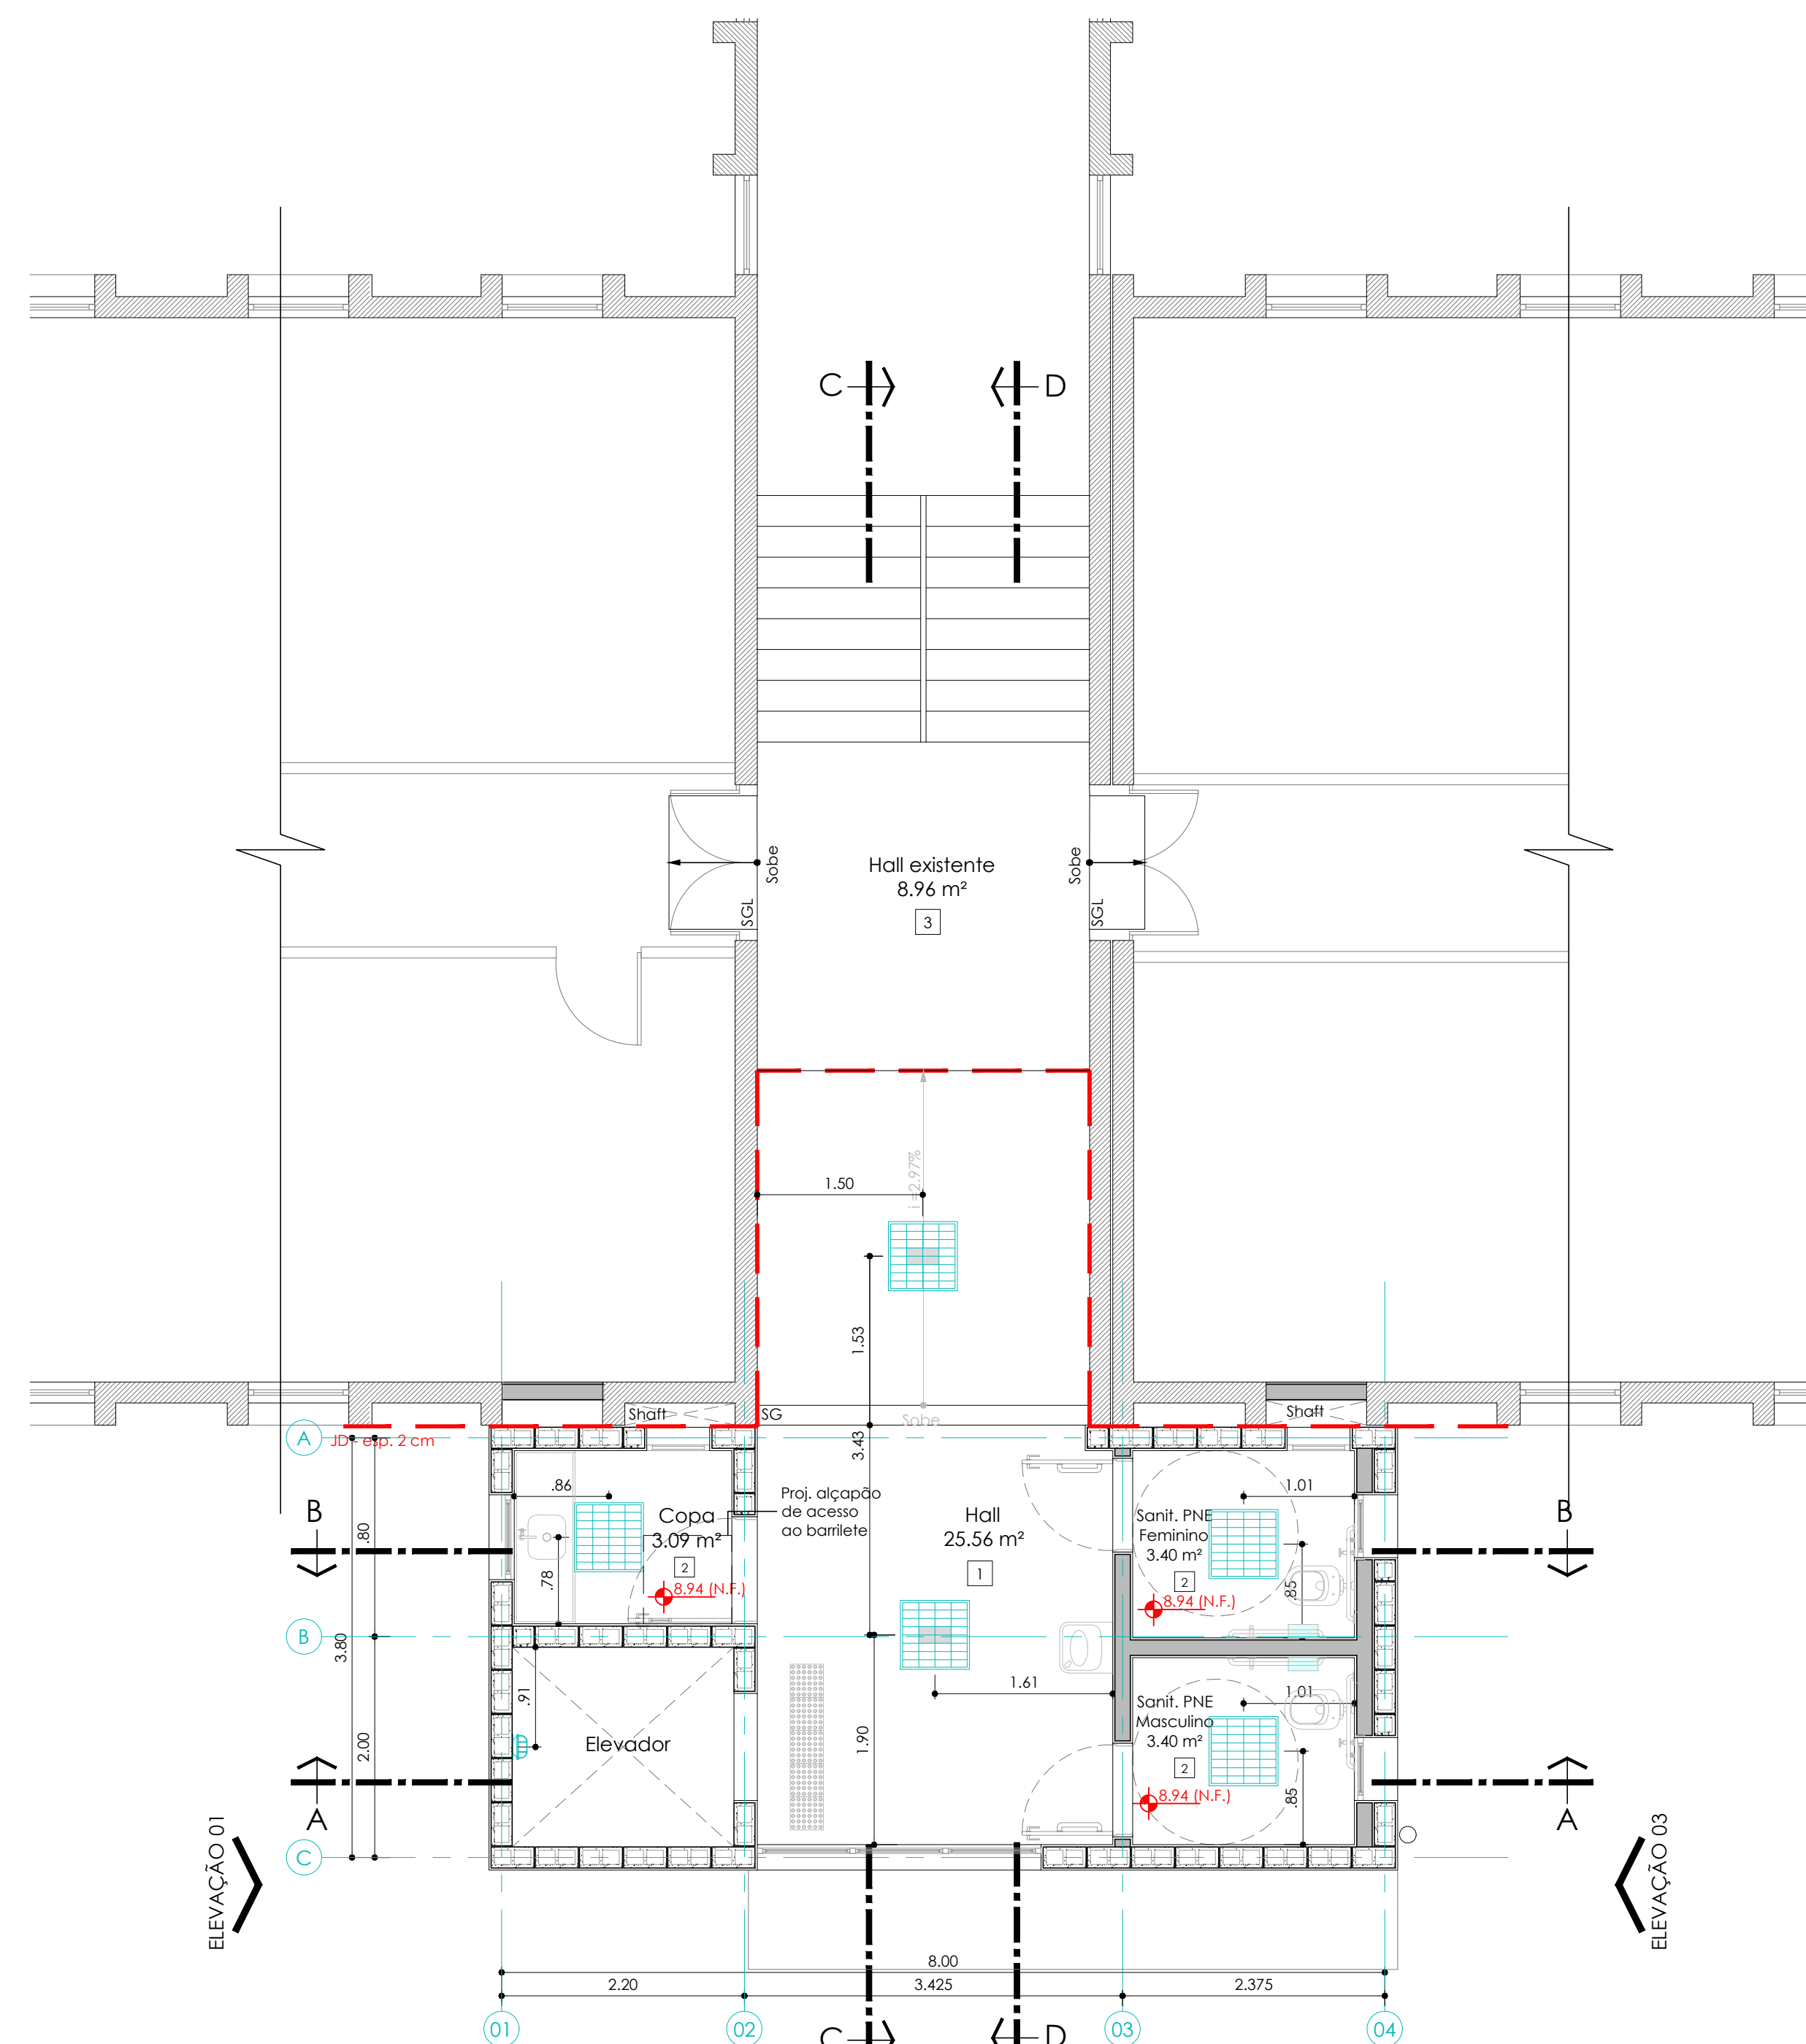 C
D
Sobe
Hall existente
8.96 m²
3
Sobe
SGL
SGL
i =2.97%
1.50
1.53
Shaft
SG
Sobe
Shaft
A
JD - esp. 2 cm
3.43
.86
Copa
3.09 m²
2
8.94 (N.F.)
.78
Proj. alçapão
de acesso
ao barrilete
Hall
25.56 m²
1
1.01
Sanit. PNE
Feminino
3.40 m²
2
8.94 (N.F.)
.85
B
B
.80
B
3.80
.91
1.61
1.01
Sanit. PNE
Masculino
3.40 m²
2
8.94 (N.F.)
.85
Elevador
2.00
1.90
A
A
C
ELEVAÇÃO 01
ELEVAÇÃO 03
8.00
2.20
3.425
2.375
01
02
03
04
C
D